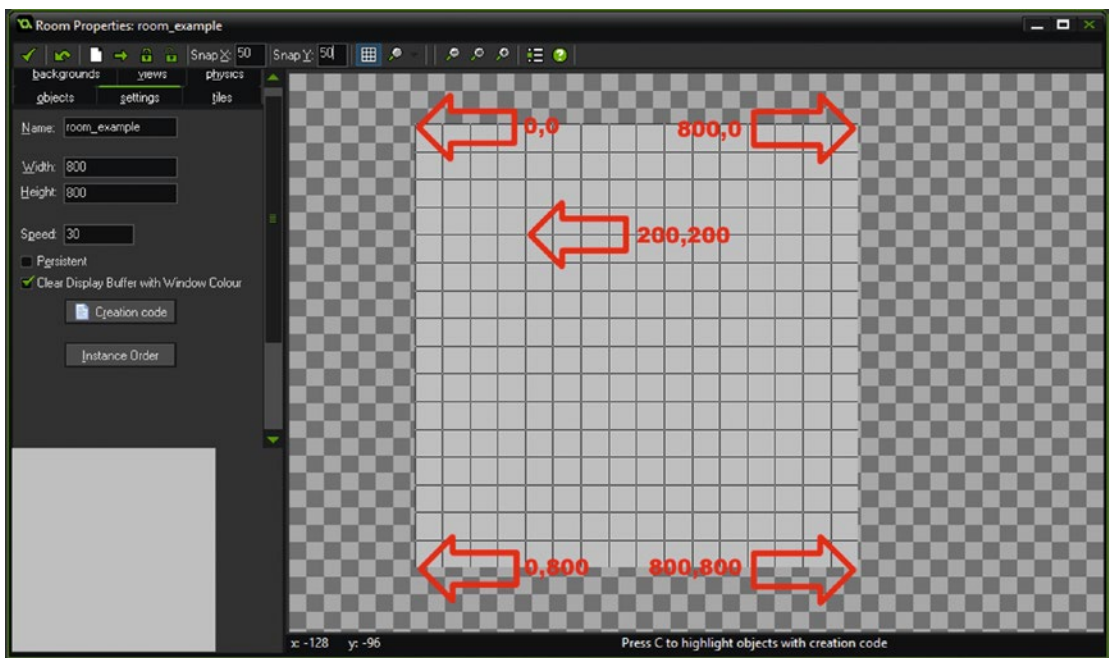 Room Properties: room_example
Snap X: 50 Snap Y: 50
backgrounds views physics
objects settings tiles
Name: room_example
Width: 800
Height: 800
Speed: 30
Persistent
Clear Display Buffer with Window Colour
Creation code
Instance Order
0,0 800,0
200,200
0,800 800,800
x: -128 y: -96 Press C to highlight objects with creation code